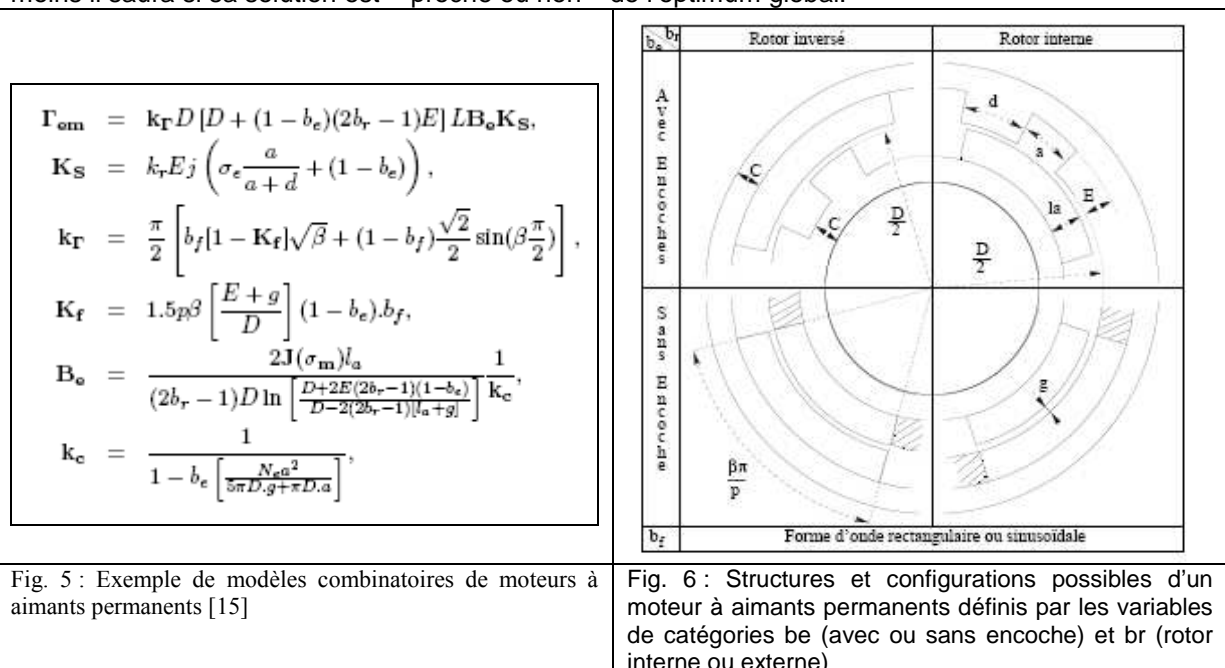 moins il saura si sa solution est « proche ou non » de l'optimum global.
Γem = kΓ D [D + (1 − be)(2br − 1)E] L Be KS,
KS = kr E j ( σe a/(a + d) + (1 − be) ),
kΓ = π/2 [ bf[1 − Kf]√β + (1 − bf) √2/2 sin(β π/2) ],
Kf = 1.5pβ [ (E + g)/D ] (1 − be).bf,
Be = 2J(σm)la / ( (2br − 1)D ln [ (D+2E(2br−1)(1−be)) / (D−2(2br−1)[la+g]) ] ) 1/kc,
kc = 1 / ( 1 − be [ Ne a² / (5πD.g+πD.a) ] ),
Fig. 5 : Exemple de modèles combinatoires de moteurs à
aimants permanents [15]
be br
Rotor inversé
Rotor interne
Avec Encoches
Sans Encoche
C
C
D/2
d
a
E
la
D/2
g
βπ/p
bf
Forme d'onde rectangulaire ou sinusoïdale
Fig. 6 : Structures et configurations possibles d'un
moteur à aimants permanents définis par les variables
de catégories be (avec ou sans encoche) et br (rotor
interne ou externe)